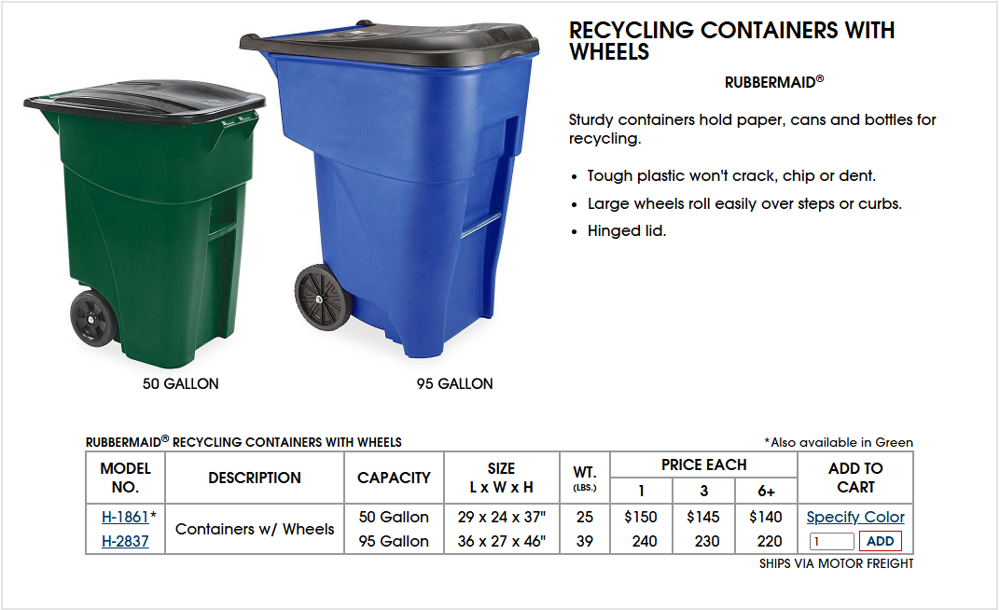 RECYCLING CONTAINERS WITH
WHEELS
RUBBERMAID®
Sturdy containers hold paper, cans and bottles for
recycling.
• Tough plastic won't crack, chip or dent.
• Large wheels roll easily over steps or curbs.
• Hinged lid.
50 GALLON 95 GALLON
RUBBERMAID® RECYCLING CONTAINERS WITH WHEELS *Also available in Green
MODEL NO. DESCRIPTION CAPACITY SIZE L x W x H WT. (LBS.) PRICE EACH ADD TO CART
1 3 6+
H-1861* Containers w/ Wheels 50 Gallon 29 x 24 x 37" 25 $150 $145 $140 Specify Color
H-2837 95 Gallon 36 x 27 x 46" 39 240 230 220 1 ADD
SHIPS VIA MOTOR FREIGHT